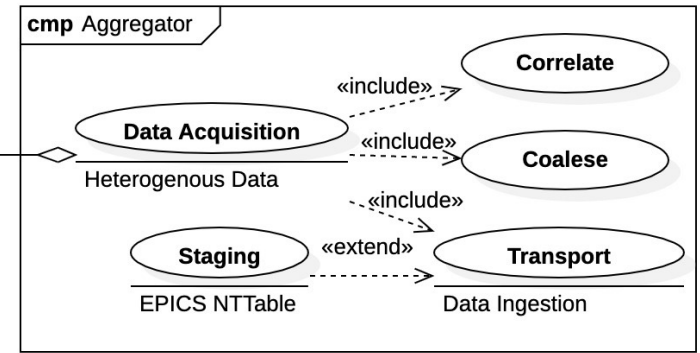 cmp Aggregator
Correlate
«include»
Data Acquisition
«include»
Coalese
Heterogenous Data
«include»
Staging
«extend»
Transport
EPICS NTTable
Data Ingestion